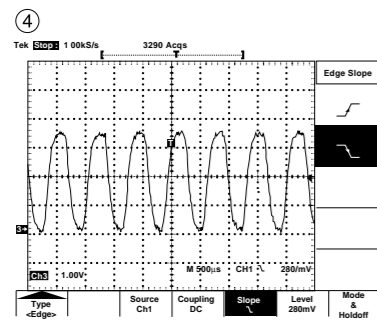 4
Tek Stop: 1 00kS/s 3290 Acqs
Edge Slope
T
3
Ch3 1.00V M 500µs CH1 280/mV
Type <Edge> Source Ch1 Coupling DC Slope Level 280mV Mode & Holdoff